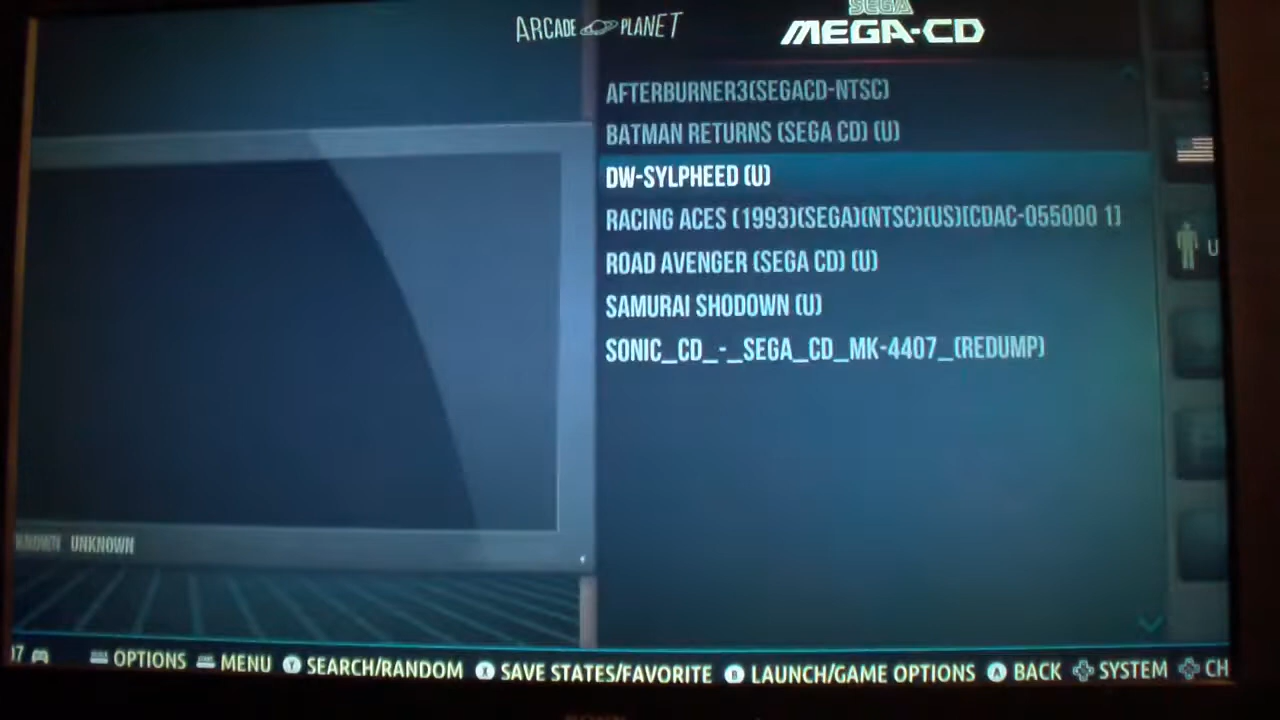 ARCADE PLANET
SEGA
MEGA-CD
AFTERBURNER3(SEGACD-NTSC)
BATMAN RETURNS (SEGA CD) (U)
DW-SYLPHEED (U)
RACING ACES (1993)(SEGA)(NTSC)(US)[CDAC-055000 1]
ROAD AVENGER (SEGA CD) (U)
SAMURAI SHODOWN (U)
SONIC_CD_-_SEGA_CD_MK-4407_(REDUMP)
U
UNKNOWN
OPTIONS MENU Y SEARCH/RANDOM X SAVE STATES/FAVORITE B LAUNCH/GAME OPTIONS A BACK SYSTEM CH